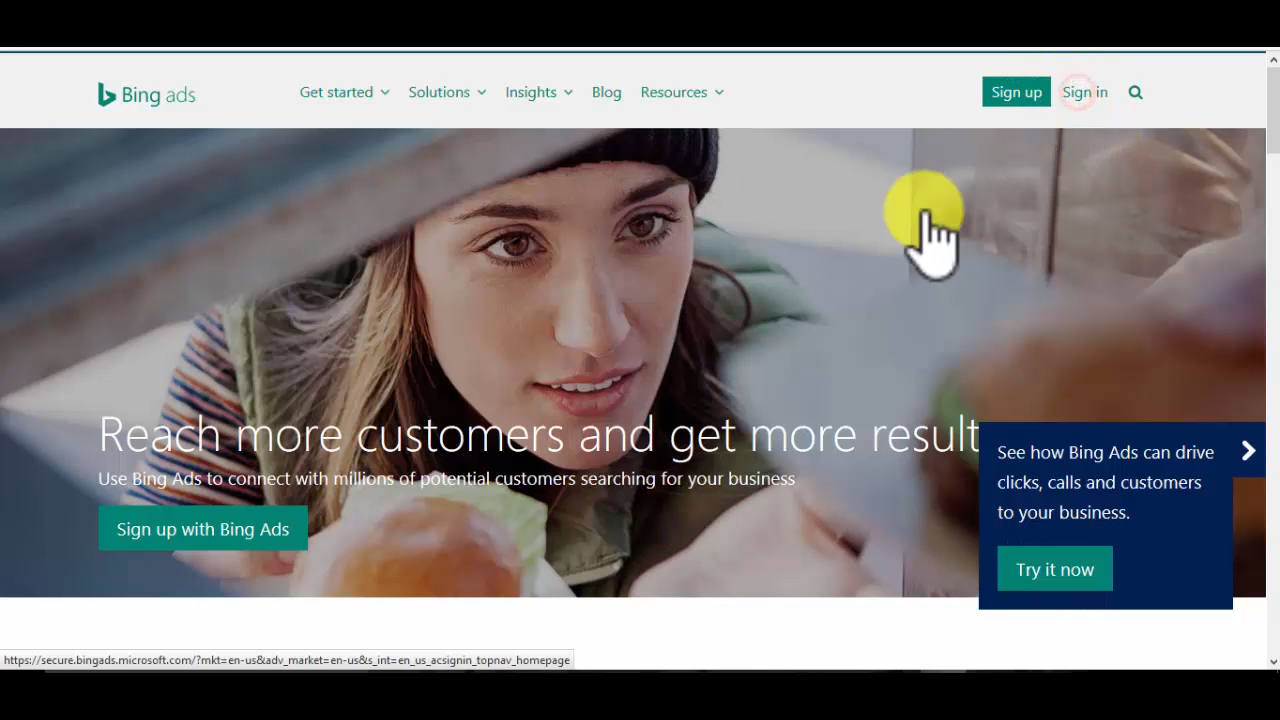 Bing ads
Get started
Solutions
Insights
Blog
Resources
Sign up
Sign in
Reach more customers and get more result
Use Bing Ads to connect with millions of potential customers searching for your business
Sign up with Bing Ads
See how Bing Ads can drive
clicks, calls and customers
to your business.
Try it now
https://secure.bingads.microsoft.com/?mkt=en-us&adv_market=en-us&s_int=en_us_acsignin_topnav_homepage